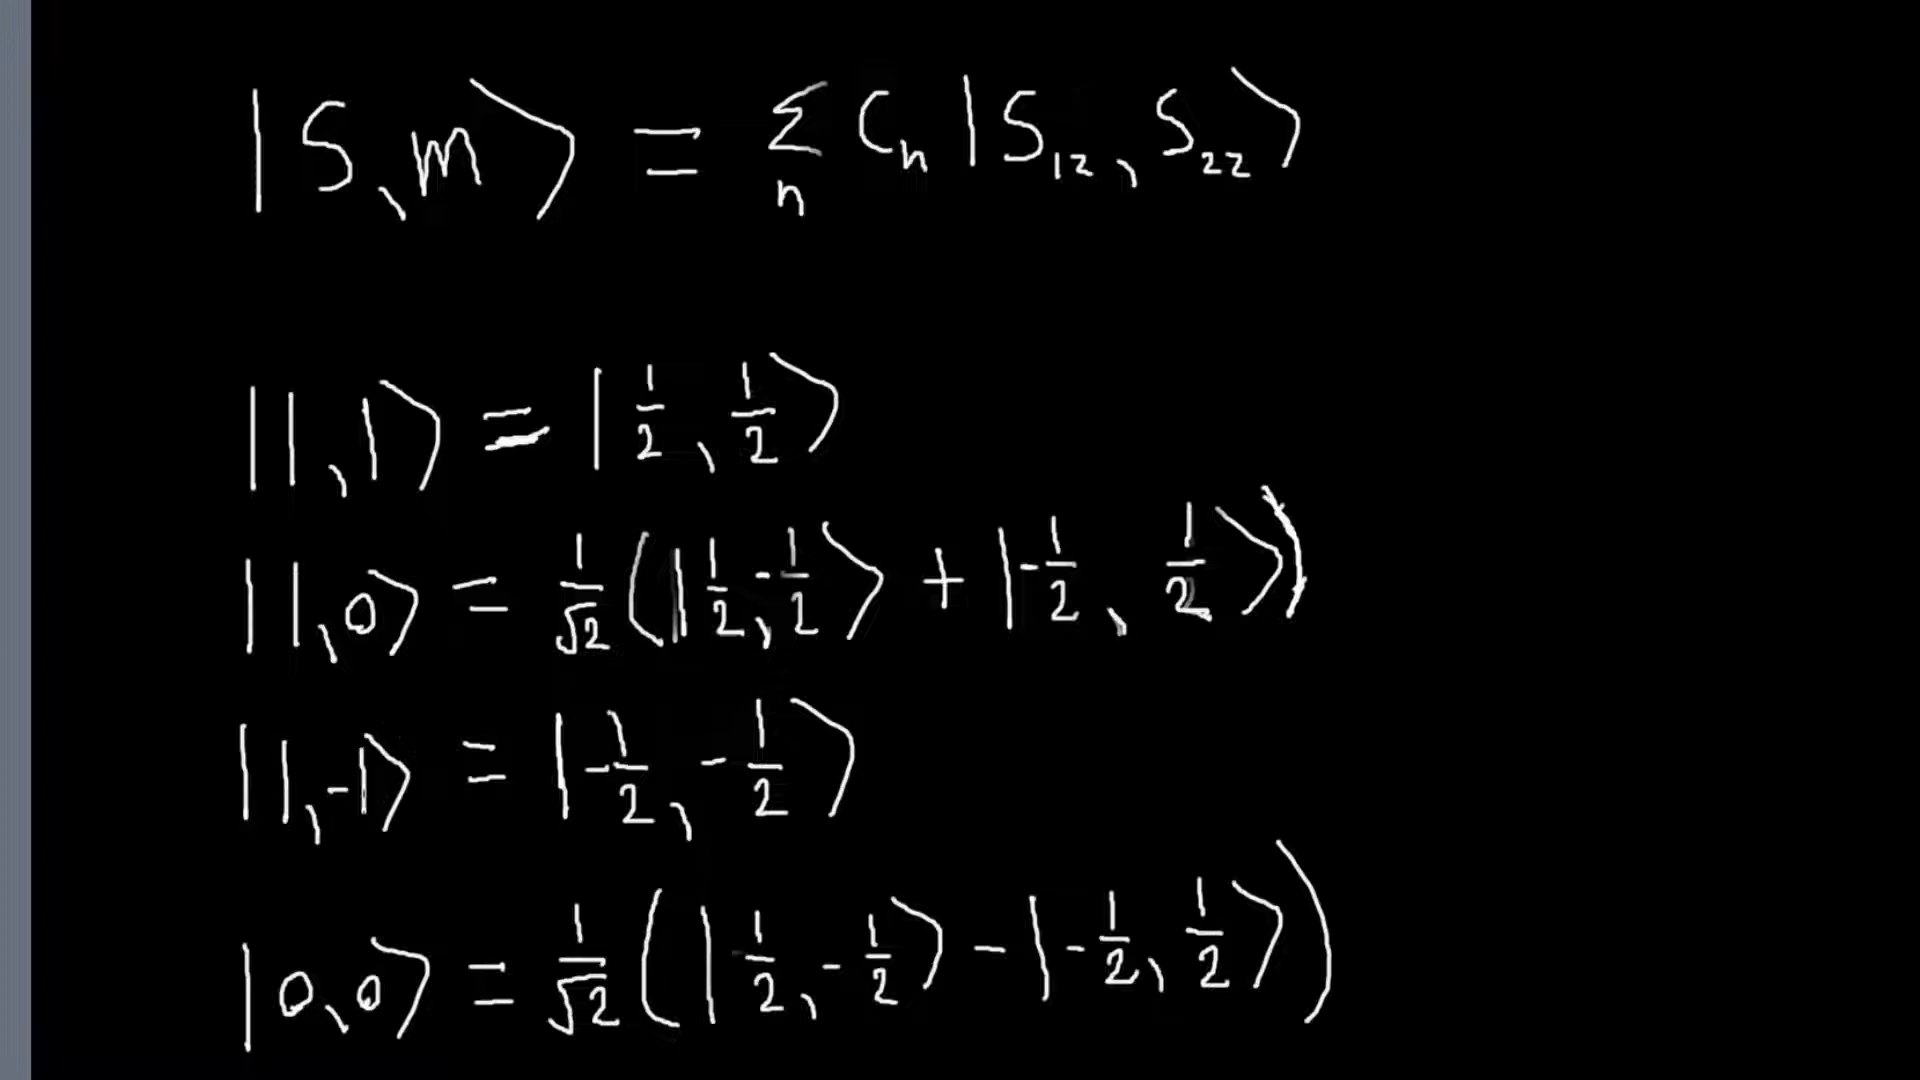 |S,m⟩ = Σₙ Cₙ |S₁z, S₂z⟩
|1,1⟩ = |1/2, 1/2⟩
|1,0⟩ = 1/√2 (|1/2, -1/2⟩ + |-1/2, 1/2⟩)
|1,-1⟩ = |-1/2, -1/2⟩
|0,0⟩ = 1/√2 (|1/2, -1/2⟩ - |-1/2, 1/2⟩)